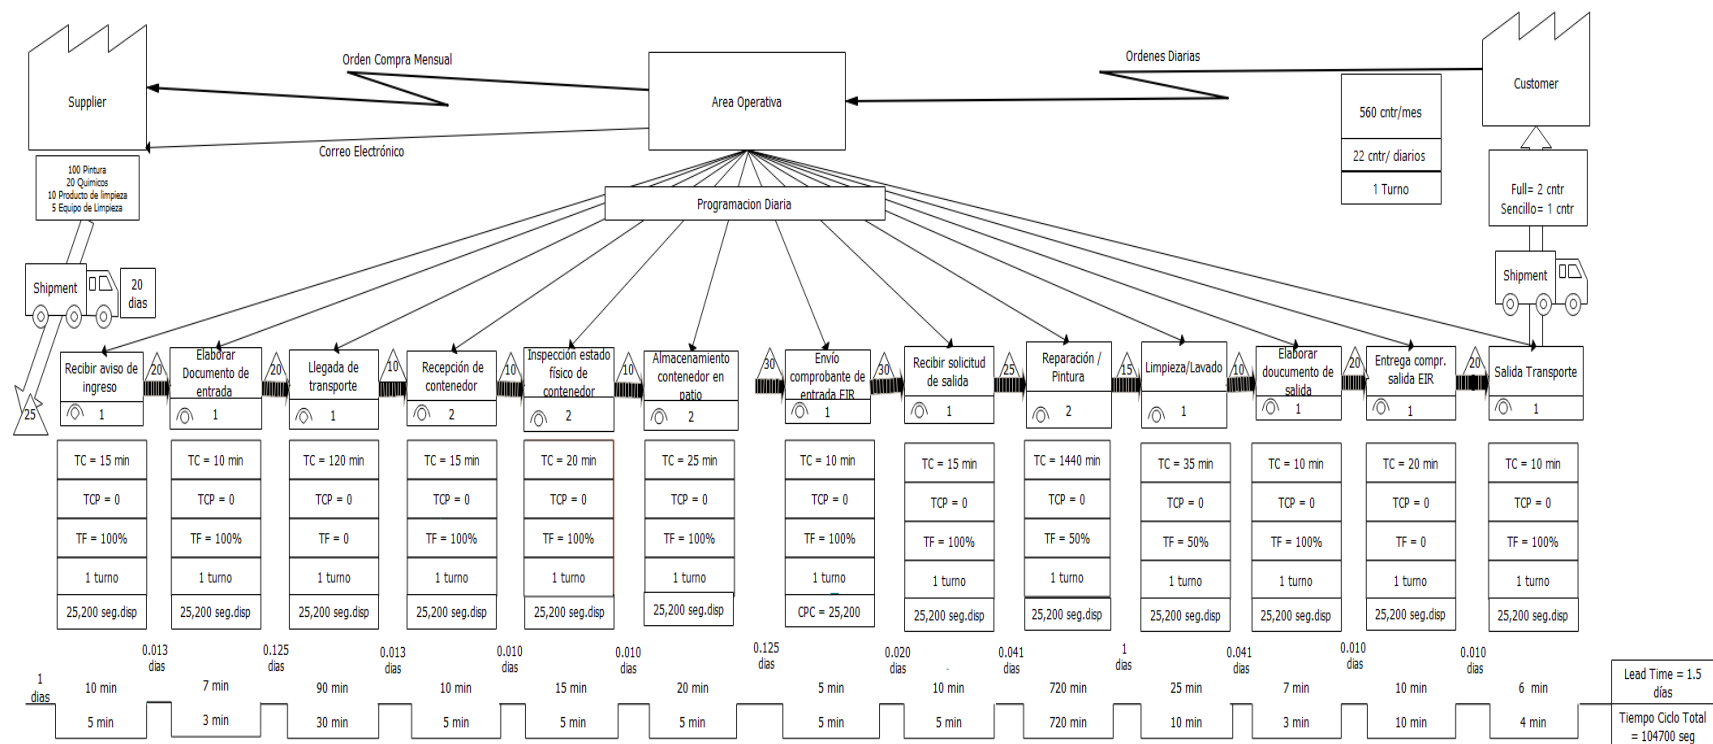 Orden Compra Mensual
Ordenes Diarias
Supplier
Area Operativa
Customer
560 cntr/mes
22 cntr/ diarios
1 Turno
Correo Electrónico
100 Pintura
20 Quimicos
10 Producto de limpieza
5 Equipo de Limpieza
Full= 2 cntr
Sencillo= 1 cntr
Programacion Diaria
Shipment
20
dias
Shipment
25
Recibir aviso de
ingreso
1
20
Elaborar
Documento de
entrada
1
20
Llegada de
transporte
1
10
Recepción de
contenedor
2
10
Inspección estado
físico de
contenedor
2
10
Almacenamiento
contenedor en
patio
2
30
Envío
comprobante de
entrada EIR
1
30
Recibir solicitud
de salida
1
25
Reparación /
Pintura
2
15
Limpieza/Lavado
1
10
Elaborar
doucumento de
salida
1
20
Entrega compr.
salida EIR
1
20
Salida Transporte
1
TC = 15 min
TCP = 0
TF = 100%
1 turno
25,200 seg.disp
TC = 10 min
TCP = 0
TF = 100%
1 turno
25,200 seg.disp
TC = 120 min
TCP = 0
TF = 0
1 turno
25,200 seg.disp
TC = 15 min
TCP = 0
TF = 100%
1 turno
25,200 seg.disp
TC = 20 min
TCP = 0
TF = 100%
1 turno
25,200 seg.disp
TC = 25 min
TCP = 0
TF = 100%
1 turno
25,200 seg.disp
TC = 10 min
TCP = 0
TF = 100%
1 turno
CPC = 25,200
TC = 15 min
TCP = 0
TF = 100%
1 turno
25,200 seg.disp
TC = 1440 min
TCP = 0
TF = 50%
1 turno
25,200 seg.disp
TC = 35 min
TCP = 0
TF = 50%
1 turno
25,200 seg.disp
TC = 10 min
TCP = 0
TF = 100%
1 turno
25,200 seg.disp
TC = 20 min
TCP = 0
TF = 0
1 turno
25,200 seg.disp
TC = 10 min
TCP = 0
TF = 100%
1 turno
25,200 seg.disp
1
dias
10 min
5 min
0.013
dias
7 min
3 min
0.125
dias
90 min
30 min
0.013
dias
10 min
5 min
0.010
dias
15 min
5 min
0.010
dias
20 min
5 min
0.125
dias
5 min
5 min
0.020
dias
10 min
5 min
0.041
dias
720 min
720 min
1
dias
25 min
10 min
0.041
dias
7 min
3 min
0.010
dias
10 min
10 min
0.010
dias
6 min
4 min
Lead Time = 1.5
días
Tiempo Ciclo Total
= 104700 seg